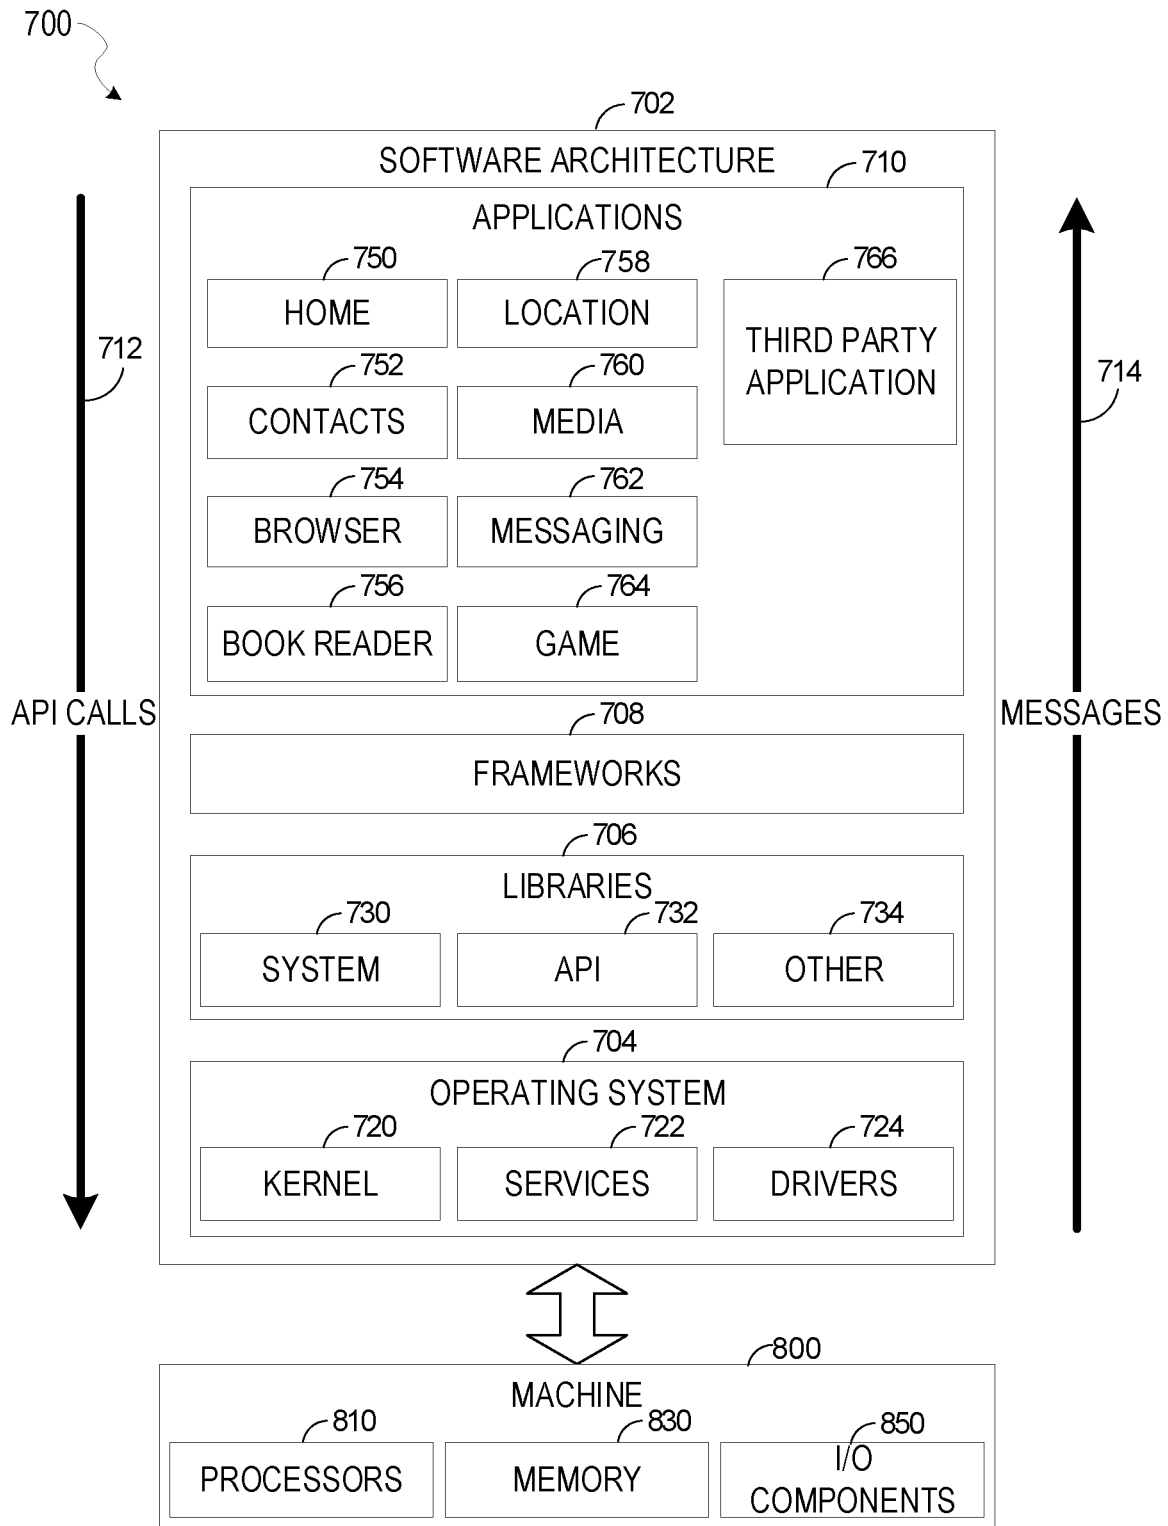 700
702
SOFTWARE ARCHITECTURE
710
APPLICATIONS
750
758
766
HOME
LOCATION
THIRD PARTY
APPLICATION
712
714
752
760
CONTACTS
MEDIA
754
762
BROWSER
MESSAGING
756
764
BOOK READER
GAME
API CALLS
MESSAGES
708
FRAMEWORKS
706
LIBRARIES
730
732
734
SYSTEM
API
OTHER
704
OPERATING SYSTEM
720
722
724
KERNEL
SERVICES
DRIVERS
800
MACHINE
810
830
850
PROCESSORS
MEMORY
I/O
COMPONENTS